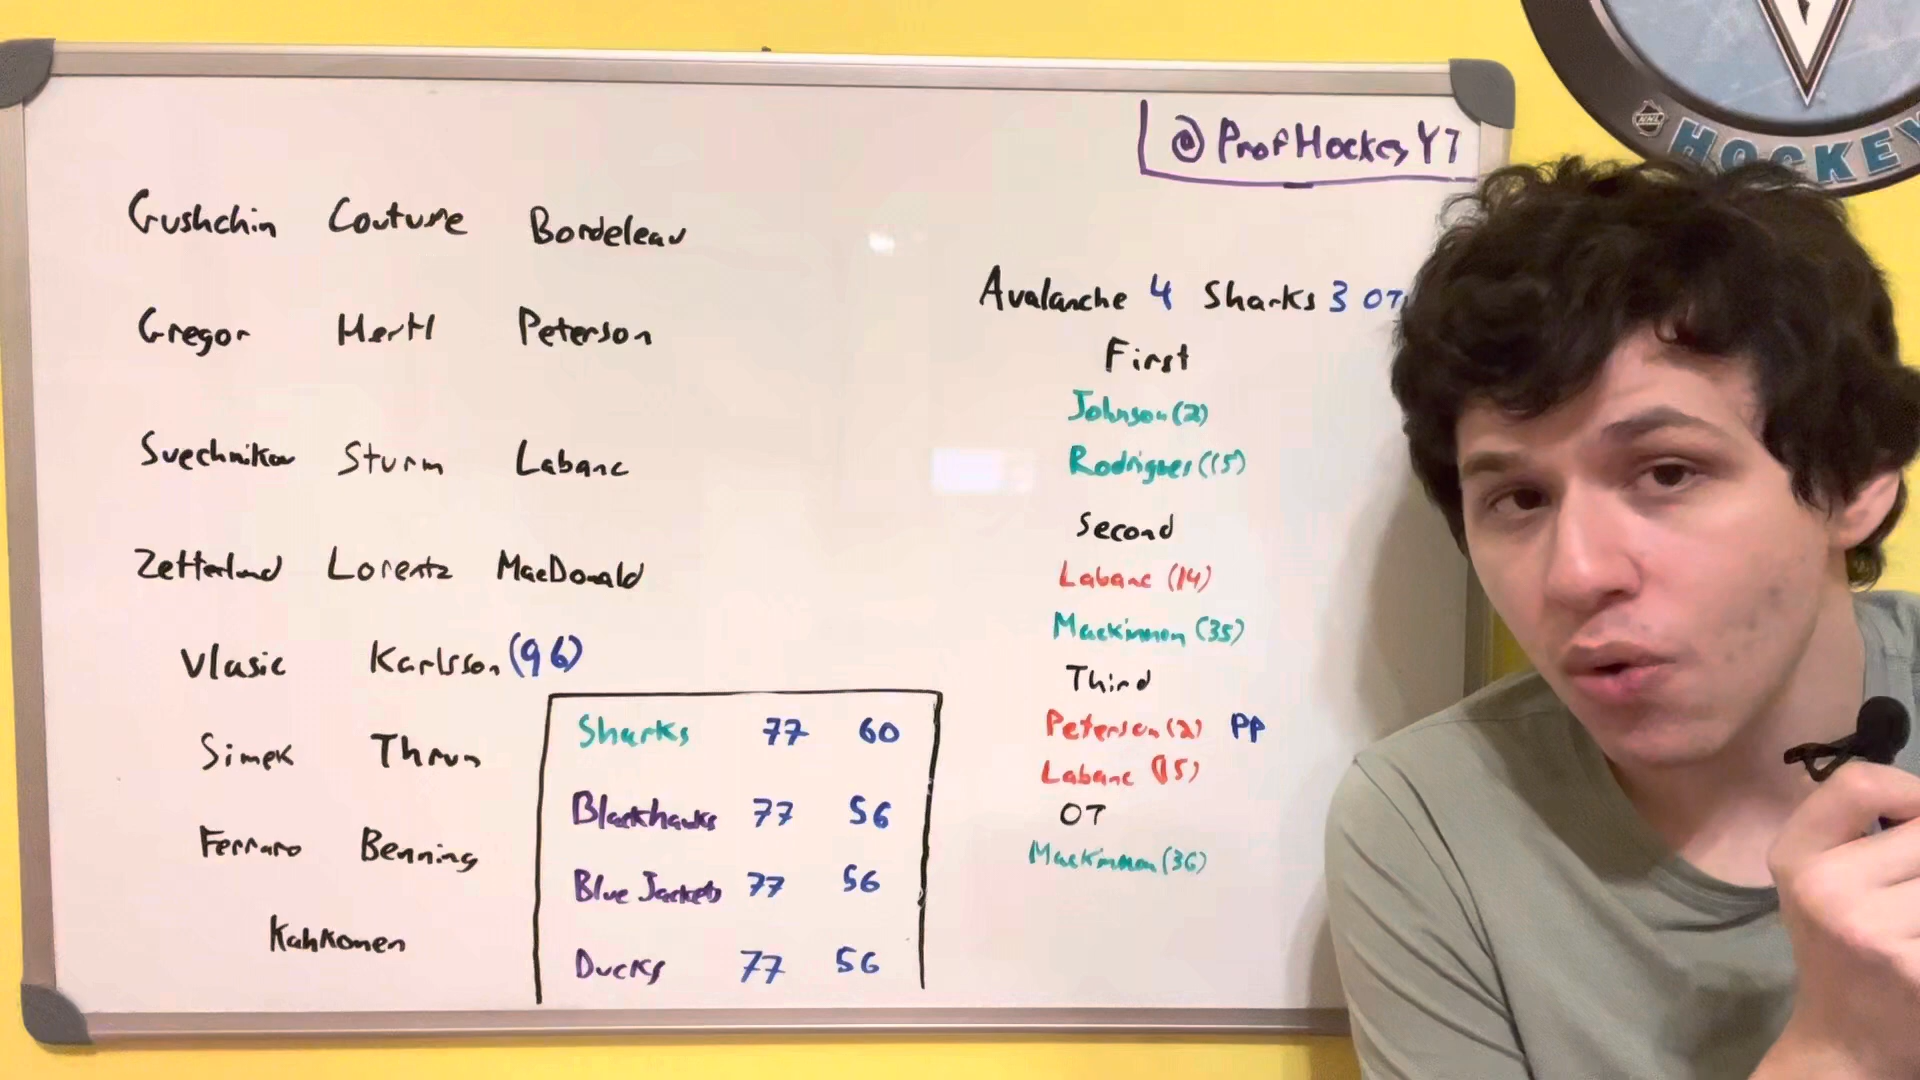 @ProfHockeyYT
NHL
HOCKEY
Gushchin Couture Bordeleau
Gregor Hertl Peterson
Svechnikov Sturm Labanc
Zetterlund Lorentz MacDonald
Vlasic Karlsson (96)
Simek Thrun
Ferraro Benning
Kahkonen
Sharks 77 60
Blackhawks 77 56
Blue Jackets 77 56
Ducks 77 56
Avalanche 4 Sharks 3 OT
First
Johnson (2)
Rodrigues (15)
Second
Labanc (14)
Mackinnon (35)
Third
Peterson (2) PP
Labanc (15)
OT
Mackinnon (36)